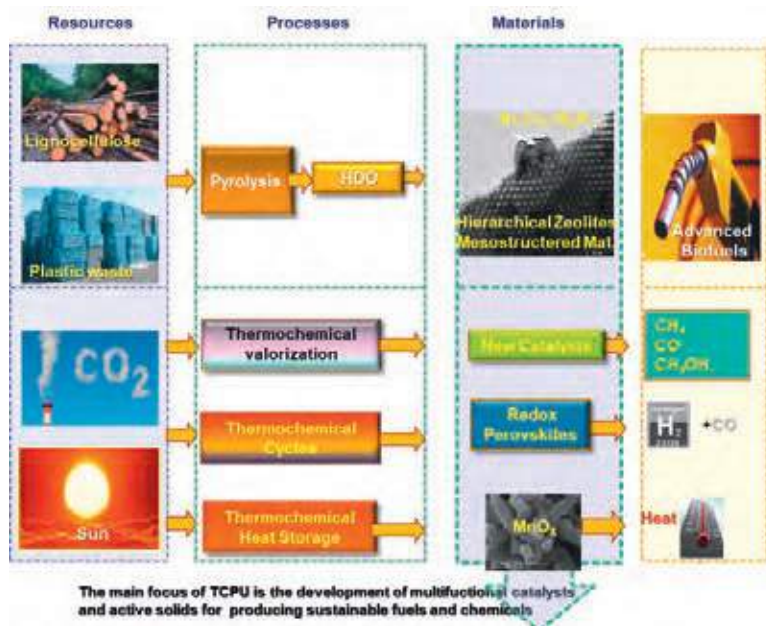 Resources
Processes
Materials
Lignocellulose
Plastic waste
Pyrolysis
HDO
Hierarchical Zeolites
Mesostructered Mat.
Advanced
Biofuels
CO₂
Thermochemical
valorization
New Catalysts
CH₄
CO
CH₃OH
Thermochemical
Cycles
Redox
Perovskites
H₂
+CO
Sun
Thermochemical
Heat Storage
MnOₓ
Heat
The main focus of TCPU is the development of multifuctional catalysts
and active solids for producing sustainable fuels and chemicals